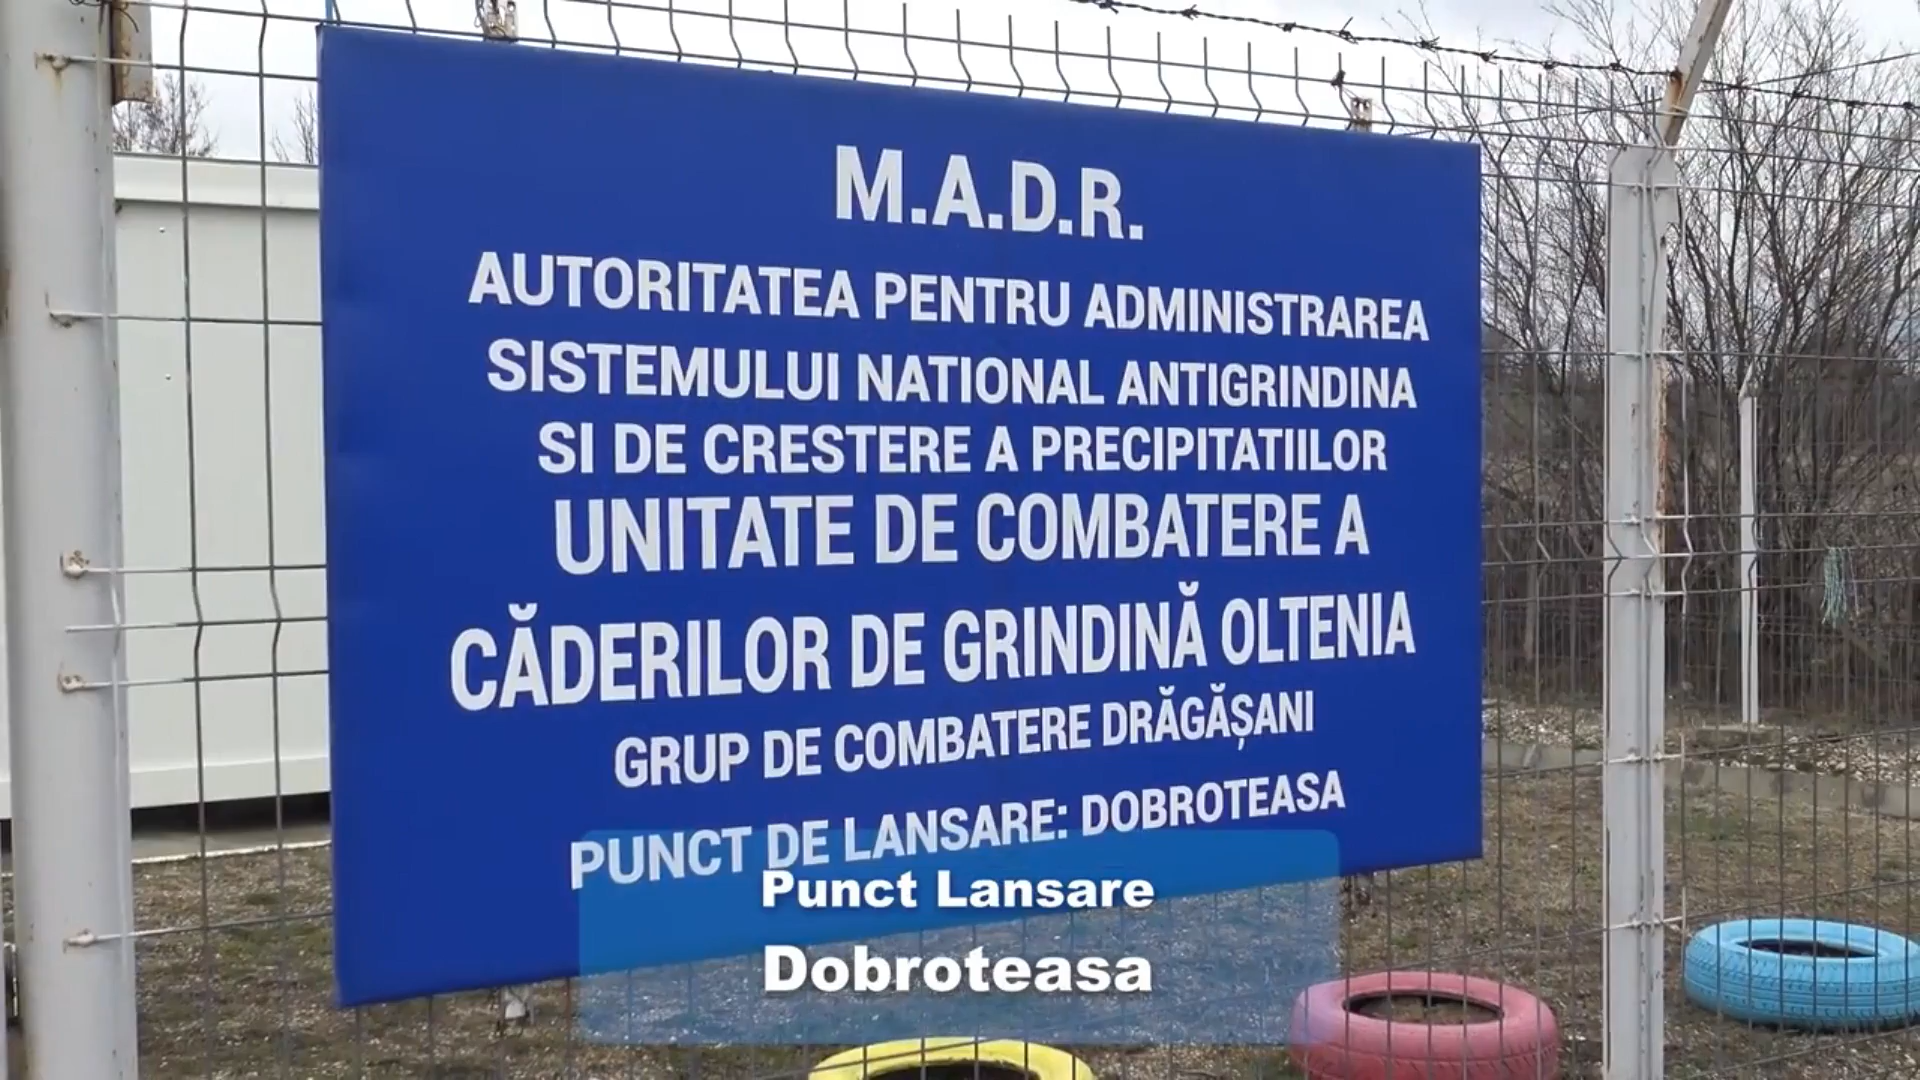 M.A.D.R.
AUTORITATEA PENTRU ADMINISTRAREA
SISTEMULUI NATIONAL ANTIGRINDINA
SI DE CRESTERE A PRECIPITATIILOR
UNITATE DE COMBATERE A
CĂDERILOR DE GRINDINĂ OLTENIA
GRUP DE COMBATERE DRĂGĂȘANI
PUNCT DE LANSARE: DOBROTEASA
Punct Lansare
Dobroteasa